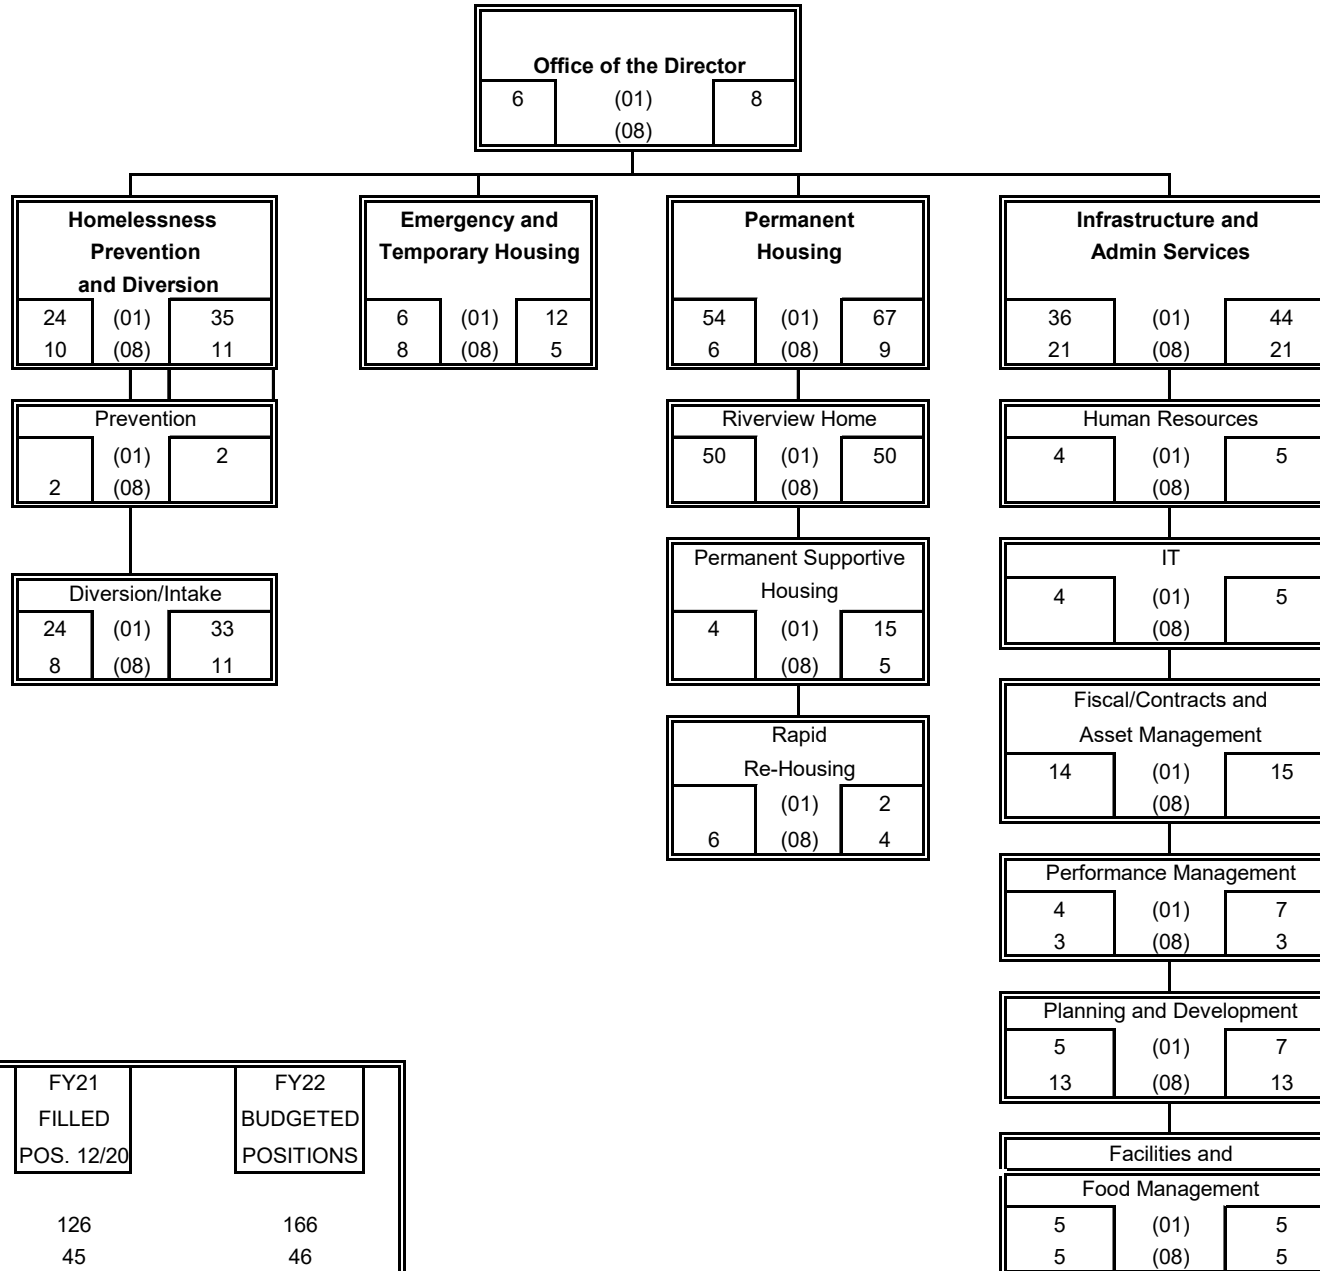 Office of the Director
6 (01) 8
(08)
Homelessness
Prevention
and Diversion
24 (01) 35
10 (08) 11
Emergency and
Temporary Housing
6 (01) 12
8 (08) 5
Permanent
Housing
54 (01) 67
6 (08) 9
Infrastructure and
Admin Services
36 (01) 44
21 (08) 21
Prevention
(01) 2
2 (08)
Diversion/Intake
24 (01) 33
8 (08) 11
Riverview Home
50 (01) 50
(08)
Permanent Supportive
Housing
4 (01) 15
(08) 5
Rapid
Re-Housing
(01) 2
6 (08) 4
Human Resources
4 (01) 5
(08)
IT
4 (01) 5
(08)
Fiscal/Contracts and
Asset Management
14 (01) 15
(08)
Performance Management
4 (01) 7
3 (08) 3
Planning and Development
5 (01) 7
13 (08) 13
Facilities and
Food Management
5 (01) 5
5 (08) 5
FY21 FY22
FILLED BUDGETED
POS. 12/20 POSITIONS
126 166
45 46